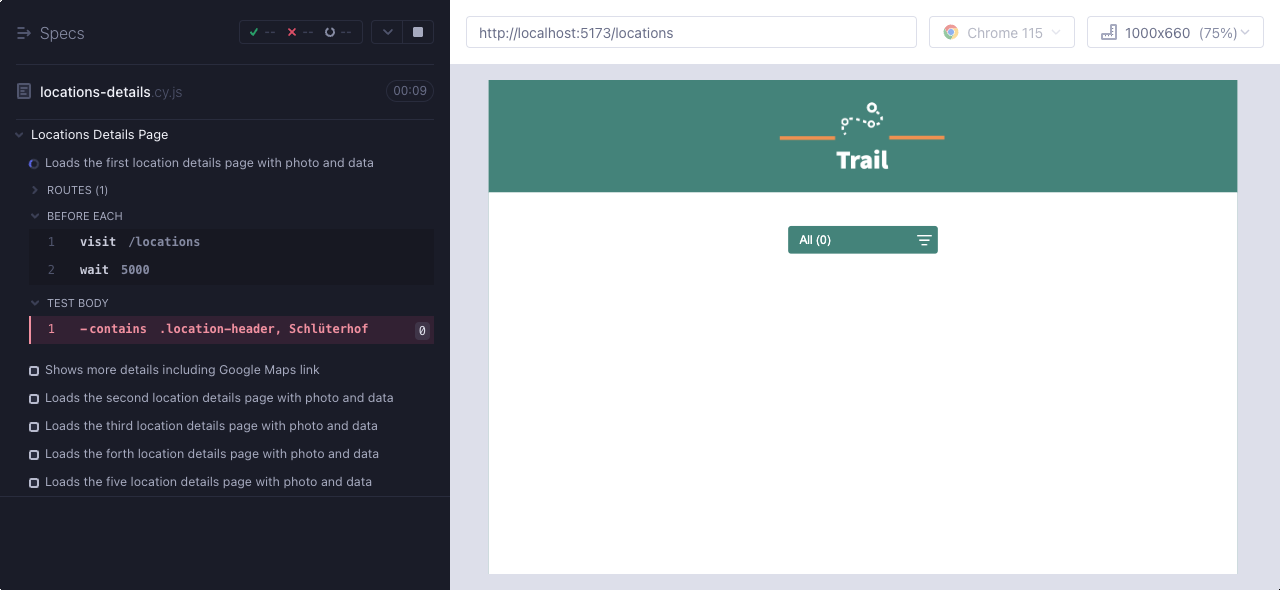 Specs
--
--
--
locations-details.cy.js
00:09
Locations Details Page
Loads the first location details page with photo and data
ROUTES (1)
BEFORE EACH
1 visit /locations
2 wait 5000
TEST BODY
1 -contains .location-header, Schlüterhof 0
Shows more details including Google Maps link
Loads the second location details page with photo and data
Loads the third location details page with photo and data
Loads the forth location details page with photo and data
Loads the five location details page with photo and data
http://localhost:5173/locations
Chrome 115
1000x660 (75%)
Trail
All (0)